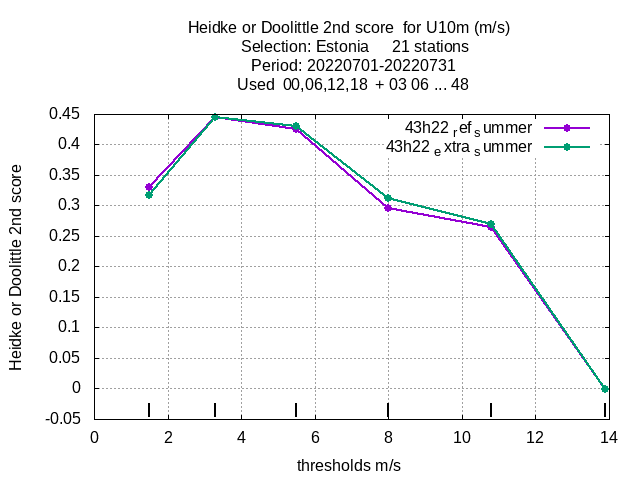 Heidke or Doolittle 2nd score  for U10m (m/s)
Selection: Estonia     21 stations
Period: 20220701-20220731
Used  00,06,12,18  + 03 06 ... 48
43h22 ref summer
43h22 extra summer
Heidke or Doolittle 2nd score
0.45
0.4
0.35
0.3
0.25
0.2
0.15
0.1
0.05
0
-0.05
0 2 4 6 8 10 12 14
thresholds m/s